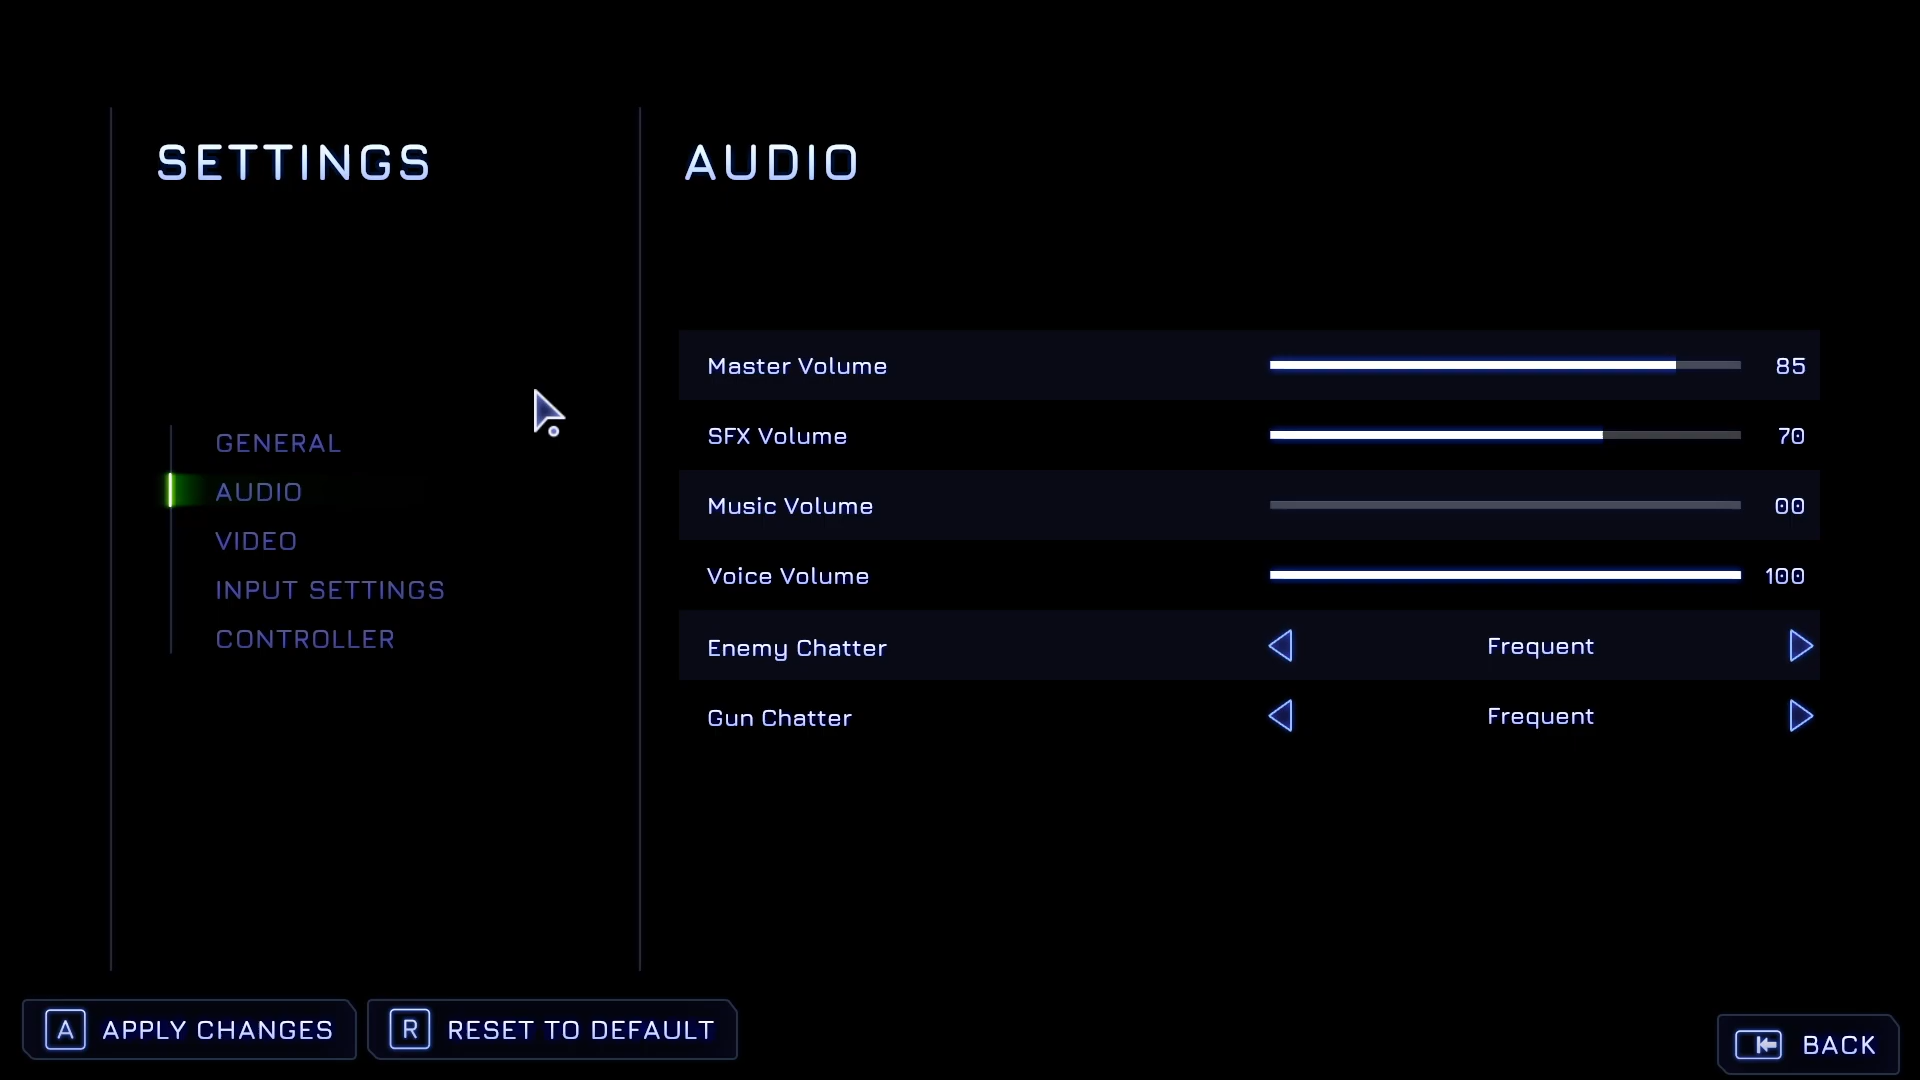 SETTINGS
GENERAL
AUDIO
VIDEO
INPUT SETTINGS
CONTROLLER
AUDIO
Master Volume 85
SFX Volume 70
Music Volume 00
Voice Volume 100
Enemy Chatter Frequent
Gun Chatter Frequent
A APPLY CHANGES R RESET TO DEFAULT
BACK